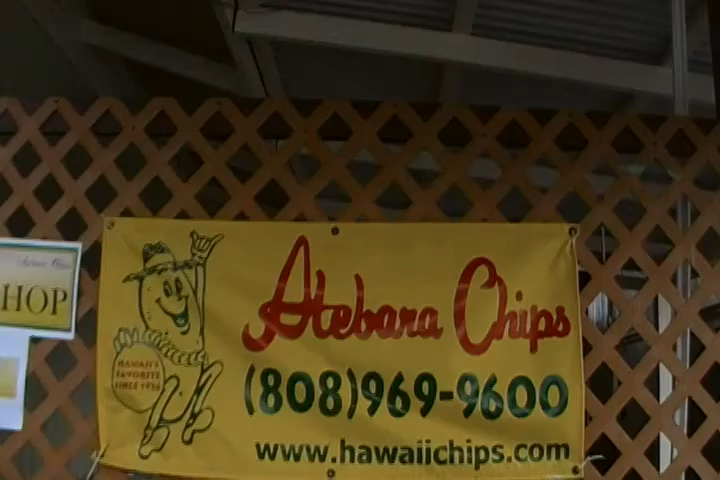 HOP
Atebara Chips
HAWAII'S
FAVORITE
SINCE 1936
(808)969-9600
www.hawaiichips.com